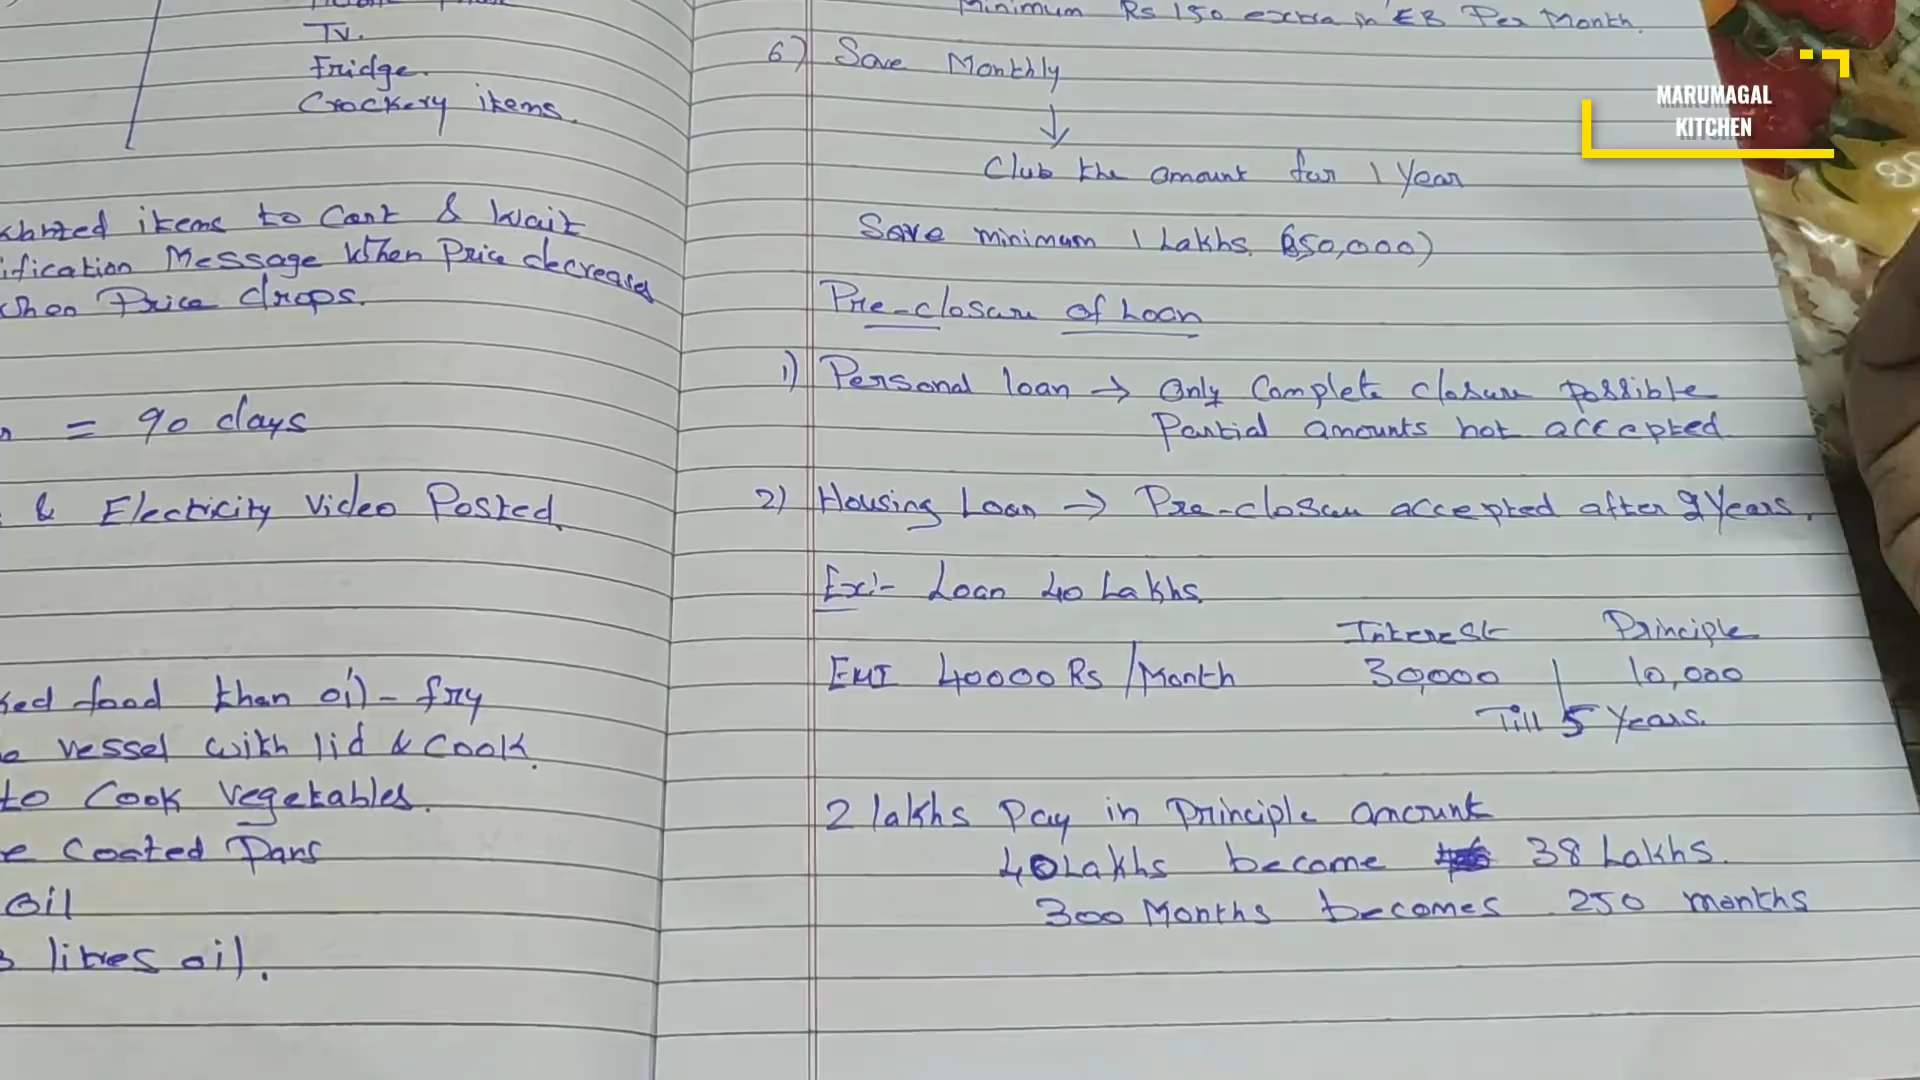 Tv.
Fridge.
Crockery items.
items to Cart & Wait
ification Message When Price decreases
when Price drops.
= 90 days
& Electricity Video Posted.
food than oil - fry
vessel with lid & Cook.
to Cook Vegetables.
Coated Pans
oil
litres oil.
Minimum Rs 150 extra in EB Per Month.
6) Save Monthly
↓
Club the amount for 1 Year
Save minimum 1 Lakhs. 50,000)
Pre-closure of Loan
1) Personal loan → Only Complete closure possible
Partial amounts not accepted
2) Housing Loan → Pre-closure accepted after 2 Years.
Ex:- Loan 40 Lakhs.
Interest Principle
EMI 40000 Rs /Month 30,000 | 10,000
Till 5 Years.
2 lakhs Pay in Principle amount
40 Lakhs become 38 Lakhs.
300 Months becomes 250 months
MARUMAGAL
KITCHEN